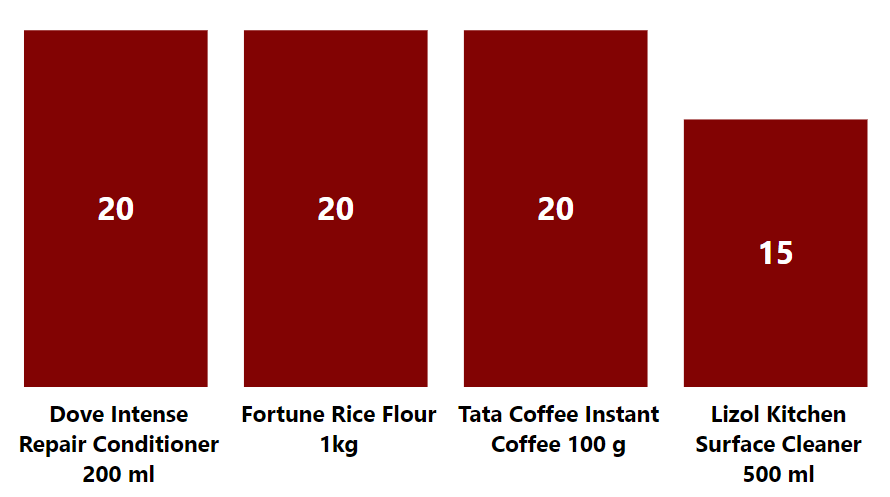 20
20
20
15
Dove Intense
Repair Conditioner
200 ml
Fortune Rice Flour
1kg
Tata Coffee Instant
Coffee 100 g
Lizol Kitchen
Surface Cleaner
500 ml